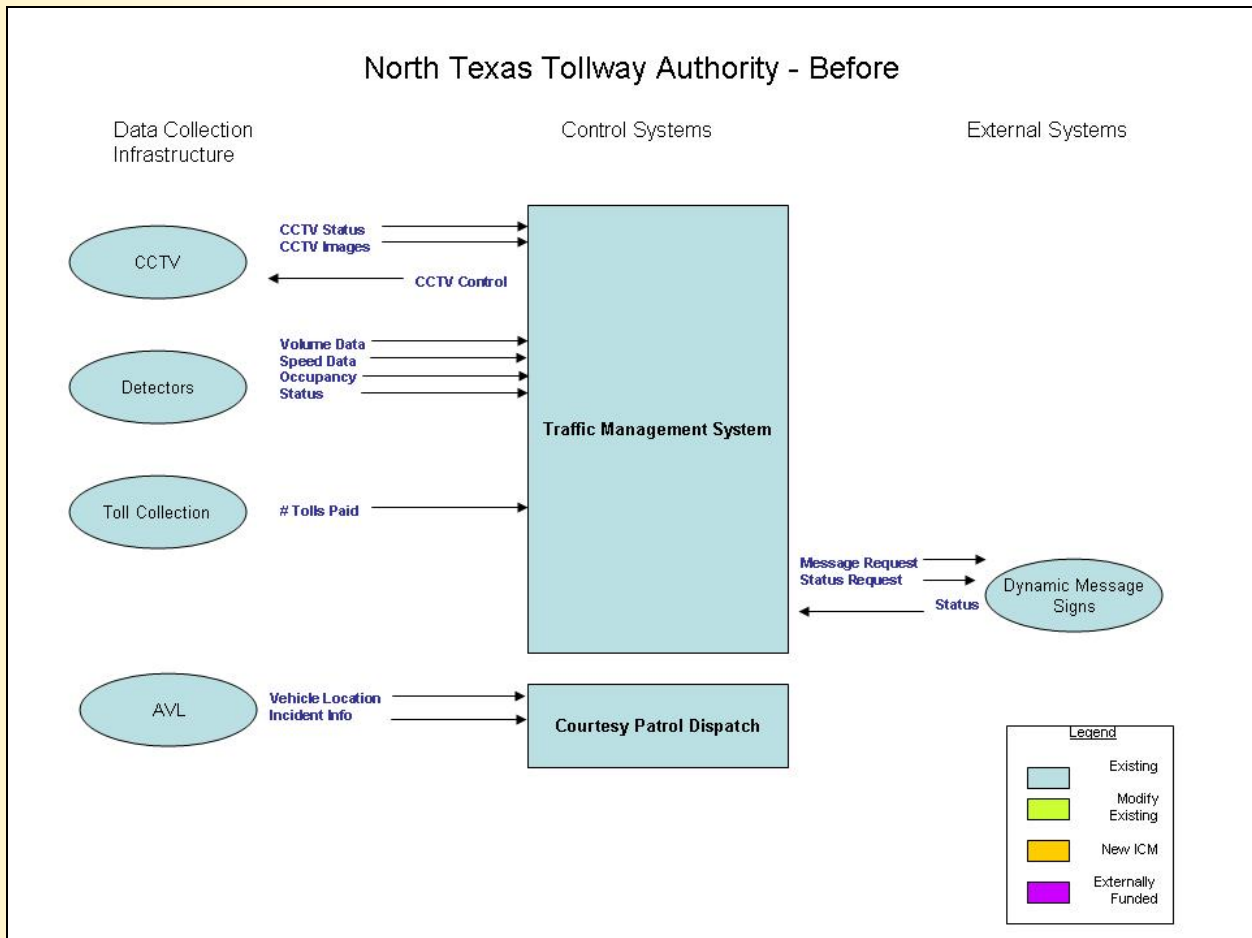 North Texas Tollway Authority - Before
Data Collection
Infrastructure
Control Systems
External Systems
CCTV
CCTV Status
CCTV Images
CCTV Control
Detectors
Volume Data
Speed Data
Occupancy
Status
Traffic Management System
Toll Collection
# Tolls Paid
Message Request
Status Request
Status
Dynamic Message
Signs
AVL
Vehicle Location
Incident Info
Courtesy Patrol Dispatch
Legend
Existing
Modify
Existing
New ICM
Externally
Funded